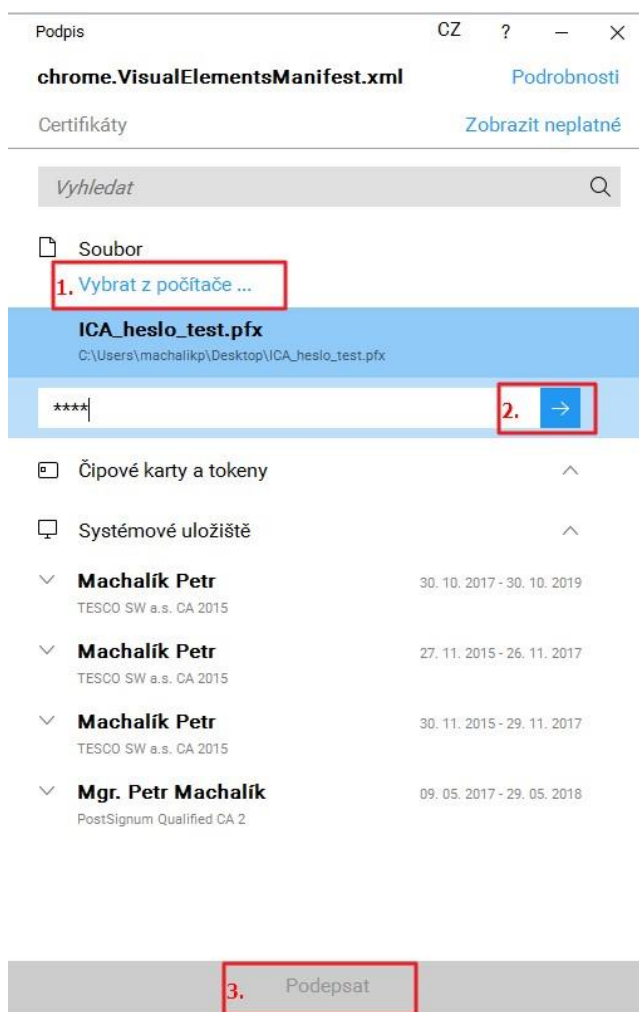 Podpis CZ ?
chrome.VisualElementsManifest.xml Podrobnosti
Certifikáty Zobrazit neplatné
Vyhledat
Soubor
1. Vybrat z počítače ...
ICA_heslo_test.pfx
C:\Users\machalikp\Desktop\ICA_heslo_test.pfx
**** 2.
Čipové karty a tokeny
Systémové uložiště
Machalík Petr 30. 10. 2017 - 30. 10. 2019
TESCO SW a.s. CA 2015
Machalík Petr 27. 11. 2015 - 26. 11. 2017
TESCO SW a.s. CA 2015
Machalík Petr 30. 11. 2015 - 29. 11. 2017
TESCO SW a.s. CA 2015
Mgr. Petr Machalík 09. 05. 2017 - 29. 05. 2018
PostSignum Qualified CA 2
3. Podepsat